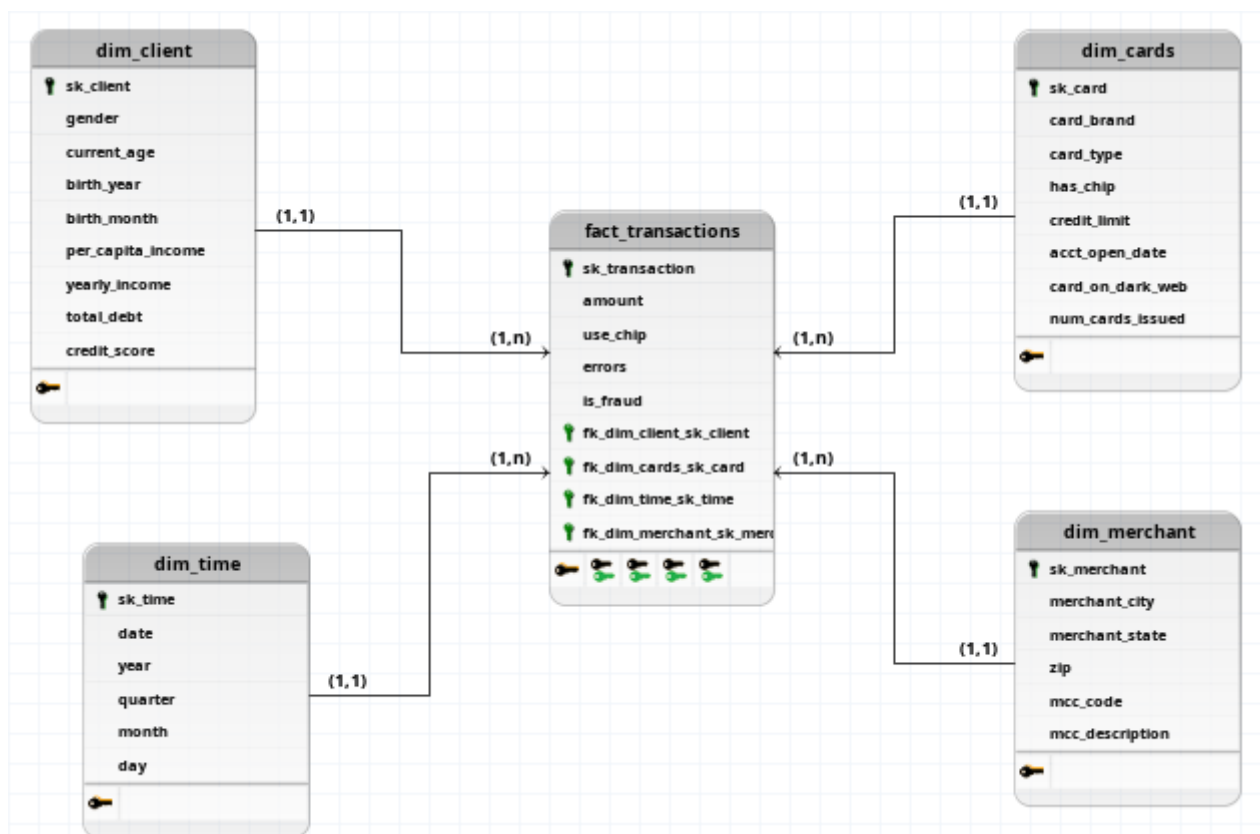 dim_client
sk_client
gender
current_age
birth_year
birth_month
per_capita_income
yearly_income
total_debt
credit_score
(1,1)
(1,n)
dim_cards
sk_card
card_brand
card_type
has_chip
credit_limit
acct_open_date
card_on_dark_web
num_cards_issued
(1,1)
(1,n)
fact_transactions
sk_transaction
amount
use_chip
errors
is_fraud
fk_dim_client_sk_client
fk_dim_cards_sk_card
fk_dim_time_sk_time
fk_dim_merchant_sk_merc
dim_time
sk_time
date
year
quarter
month
day
(1,1)
(1,n)
dim_merchant
sk_merchant
merchant_city
merchant_state
zip
mcc_code
mcc_description
(1,1)
(1,n)